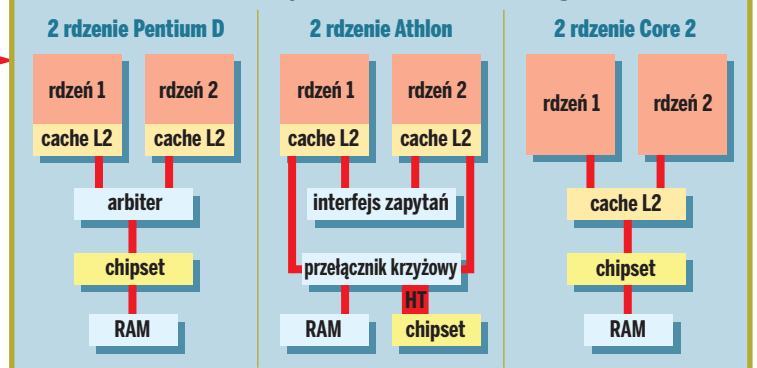 2 rdzenie Pentium D
rdzeń 1
rdzeń 2
cache L2
cache L2
arbiter
chipset
RAM
2 rdzenie Athlon
rdzeń 1
rdzeń 2
cache L2
cache L2
interfejs zapytań
przełącznik krzyżowy
HT
RAM
chipset
2 rdzenie Core 2
rdzeń 1
rdzeń 2
cache L2
chipset
RAM